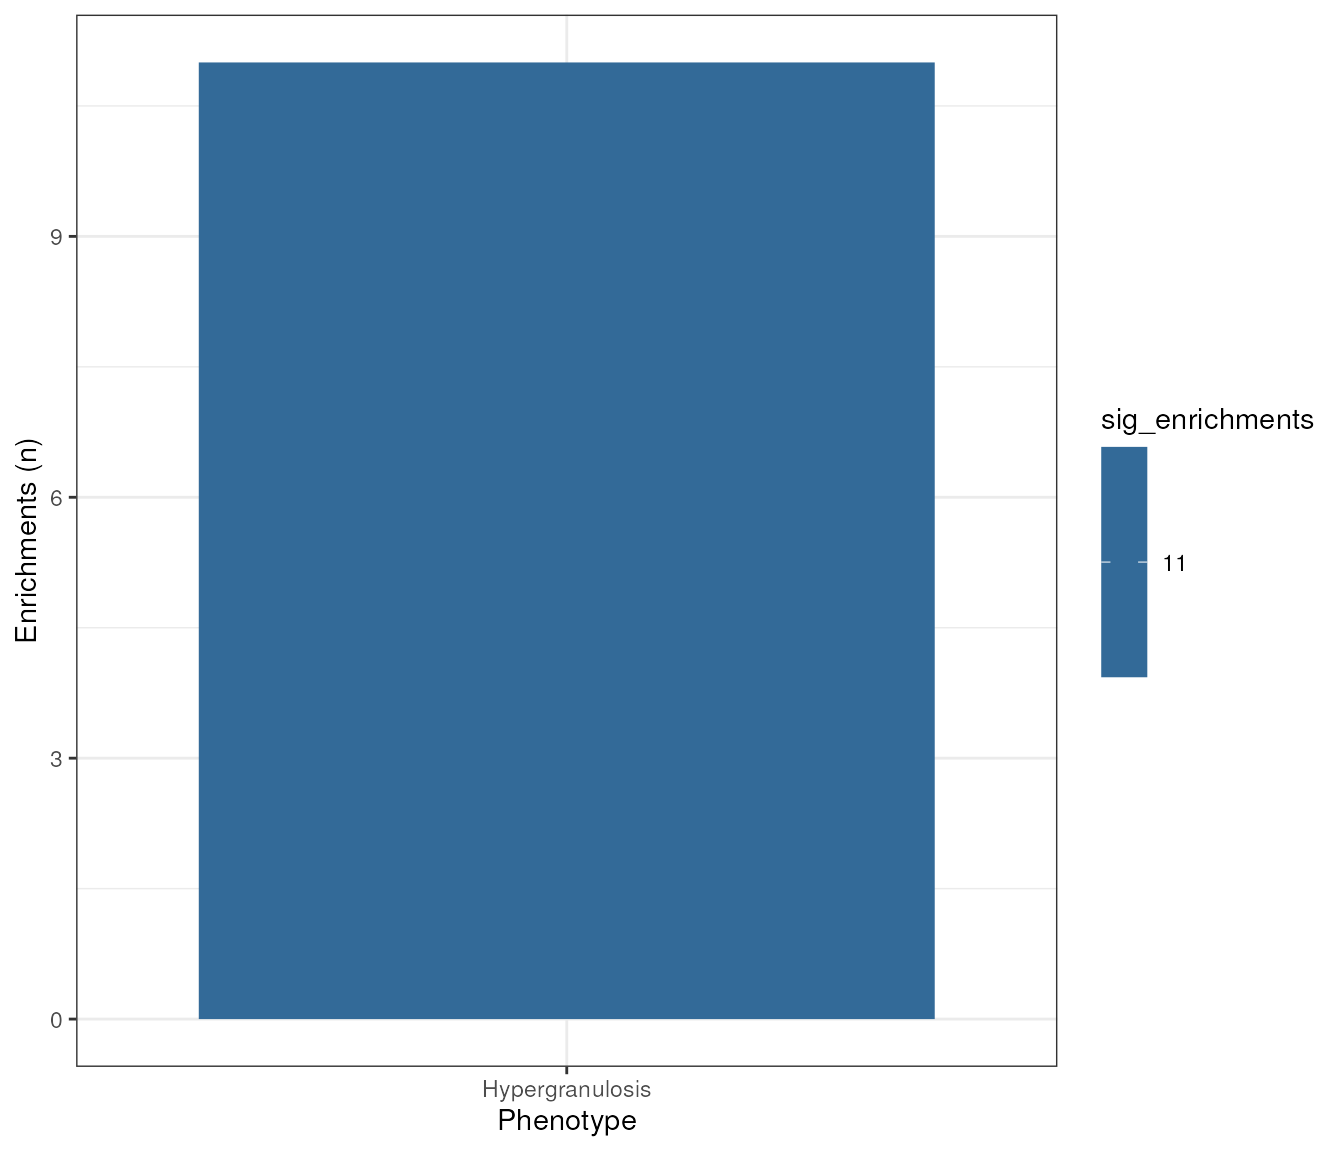 Enrichments (n)
9
6
3
0
Hypergranulosis
Phenotype
sig_enrichments
11